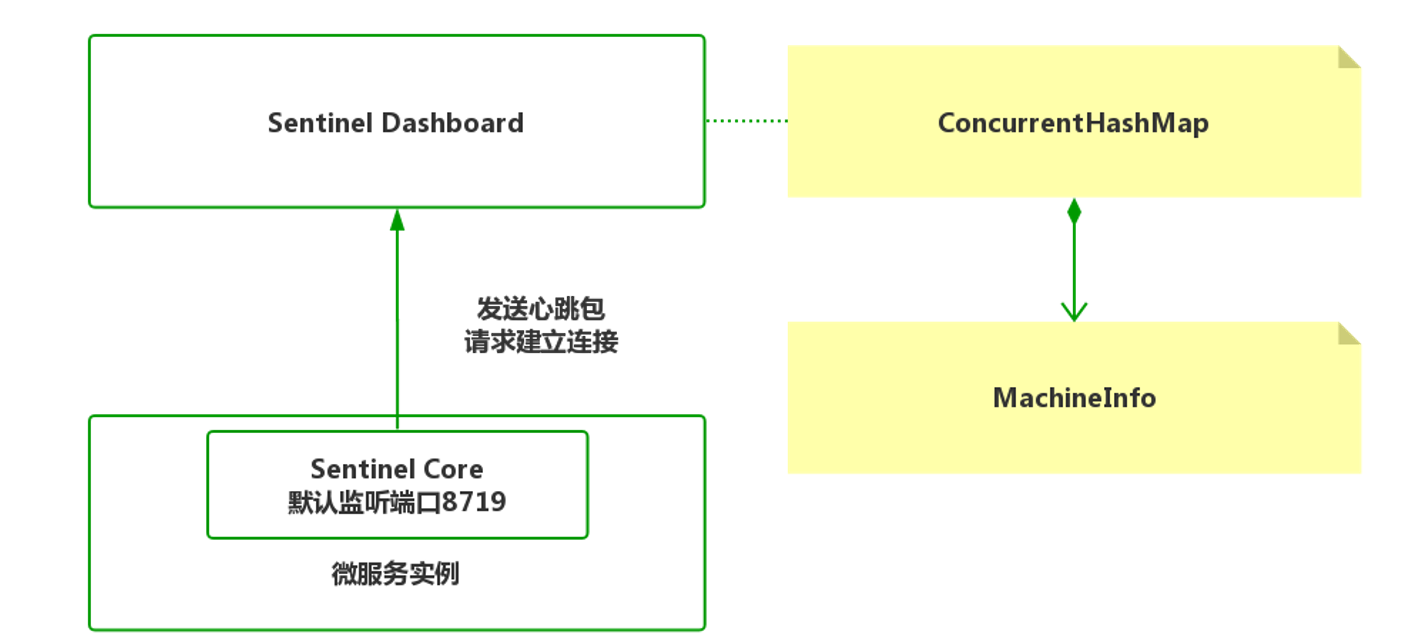 Sentinel Dashboard
ConcurrentHashMap
发送心跳包
请求建立连接
MachineInfo
Sentinel Core
默认监听端口8719
微服务实例